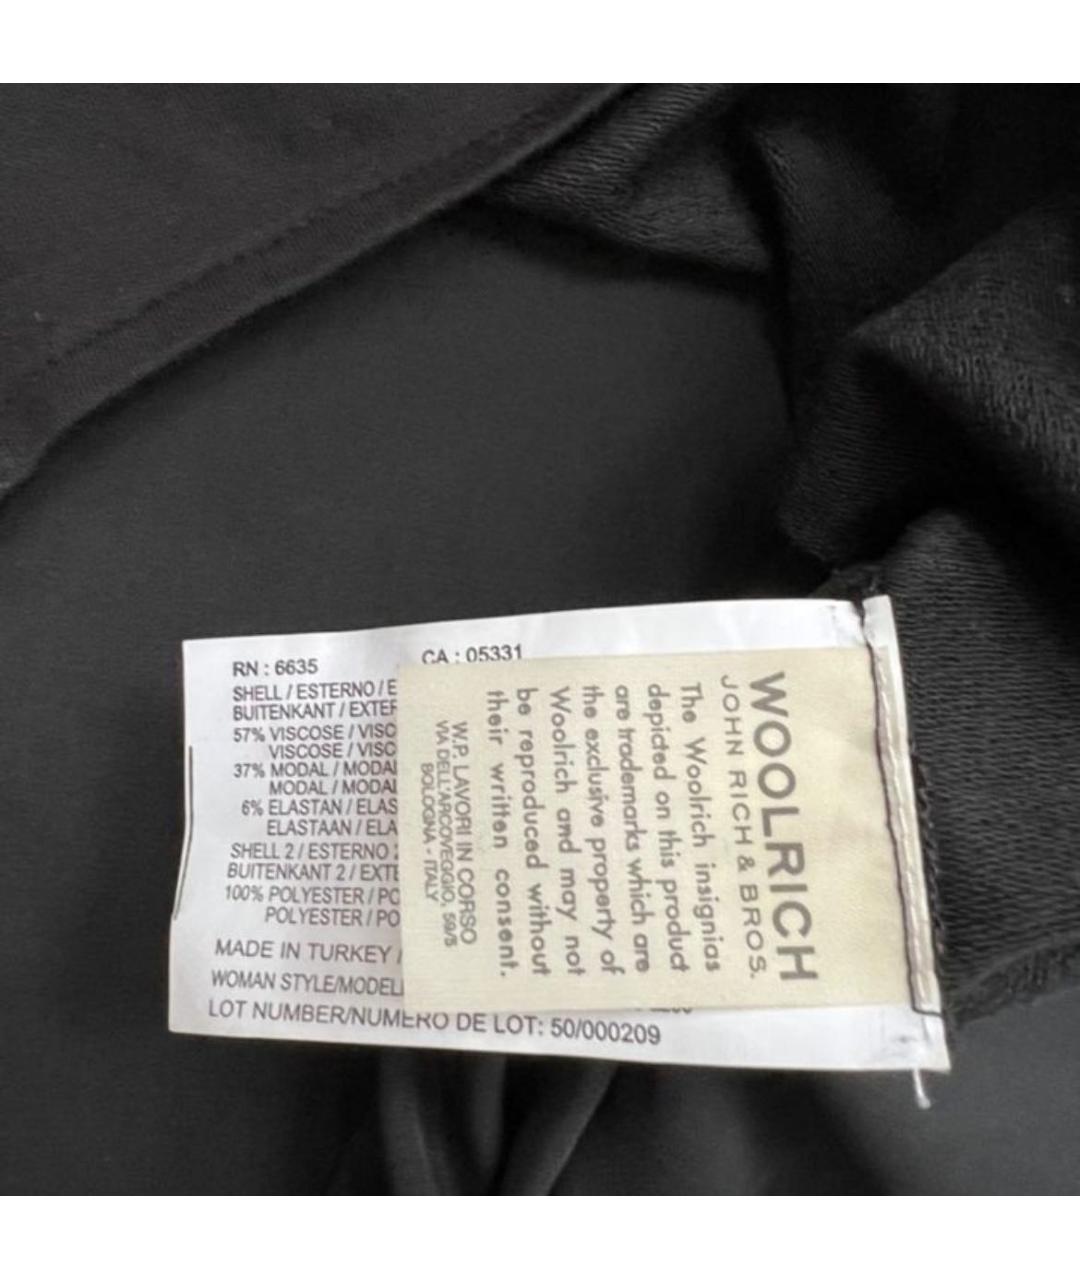 RN : 6635
CA : 05331
SHELL / ESTERNO / E
BUITENKANT / EXTER
57% VISCOSE / VISC
VISCOSE / VISC
37% MODAL / MODAL
MODAL / MODAL
6% ELASTAN / ELAS
ELASTAAN / ELA
SHELL 2 / ESTERNO 2
BUITENKANT 2 / EXTE
100% POLYESTER / PO
POLYESTER / PO
MADE IN TURKEY /
WOMAN STYLE/MODEL
LOT NUMBER/NUMERO DE LOT: 50/000209
WOOLRICH
JOHN RICH & BROS.
The Woolrich insignias
depicted on this product
are trademarks which are
the exclusive property of
Woolrich and may not
be reproduced without
their written consent.
W.P. LAVORI IN CORSO
VIA DELL'ARCOVEGGIO, 59/5
BOLOGNA - ITALY